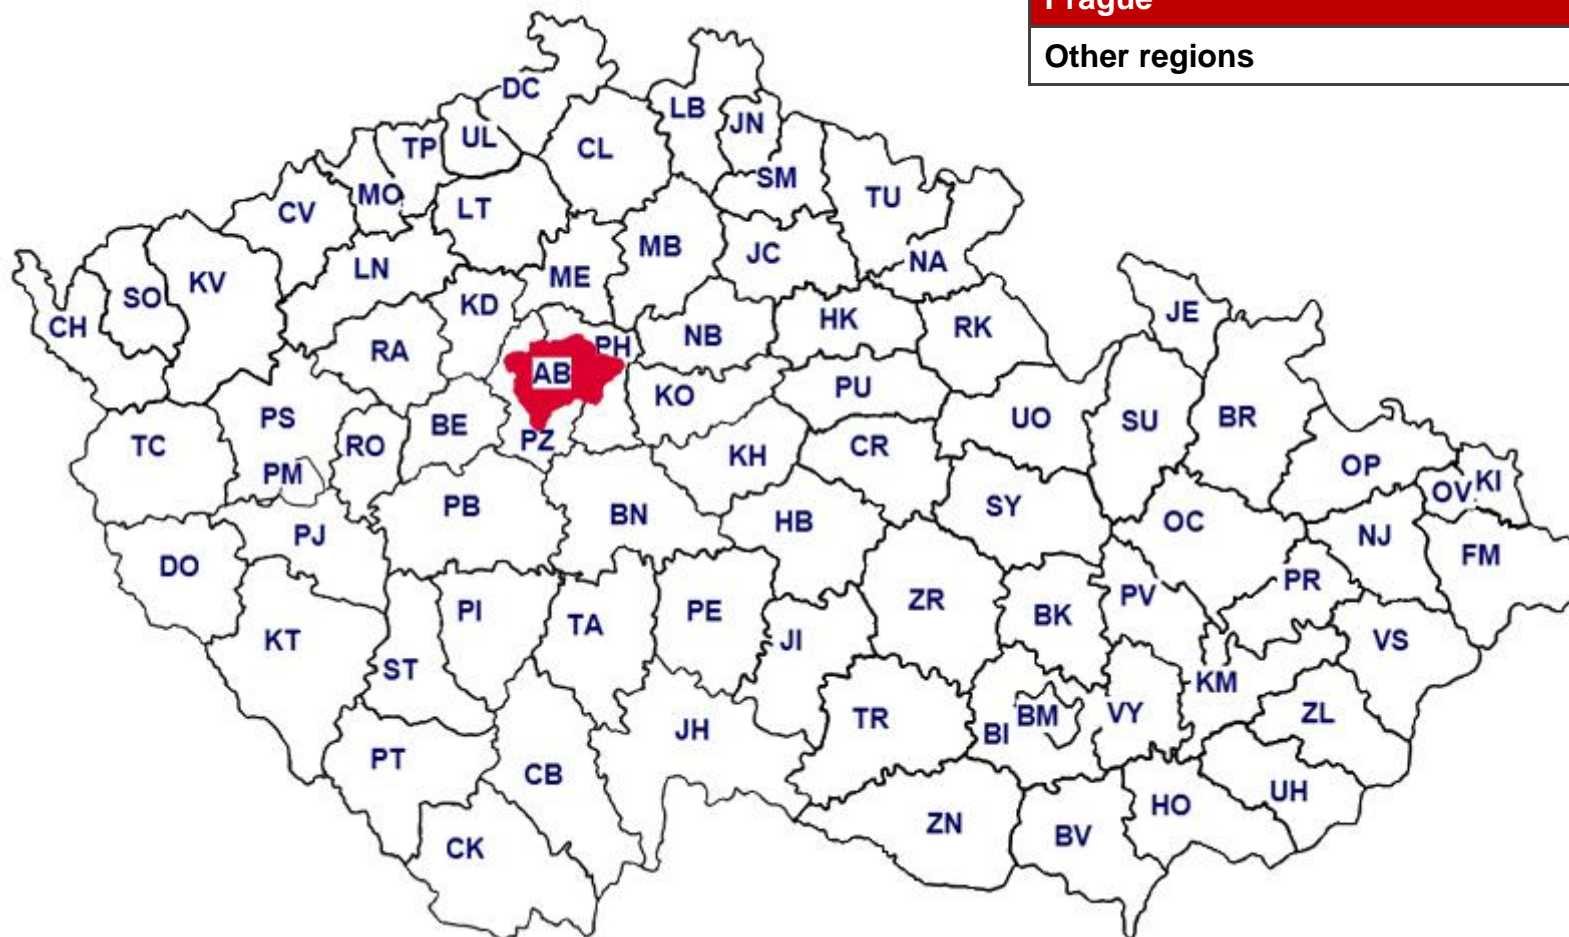 Prague
Other regions
DC
LB
JN
UL
TP
CL
SM
MO
TU
CV
LT
MB
JC
NA
LN
ME
KV
SO
KD
JE
CH
HK
RK
NB
PH
RA
AB
PU
KO
PS
BE
UO
SU
BR
TC
RO
PZ
CR
KH
OP
PM
KI
OV
PB
BN
HB
SY
OC
PJ
NJ
FM
DO
PR
PV
ZR
PI
PE
BK
TA
KT
JI
VS
ST
KM
BM
VY
ZL
TR
JH
BI
PT
CB
UH
HO
ZN
BV
CK